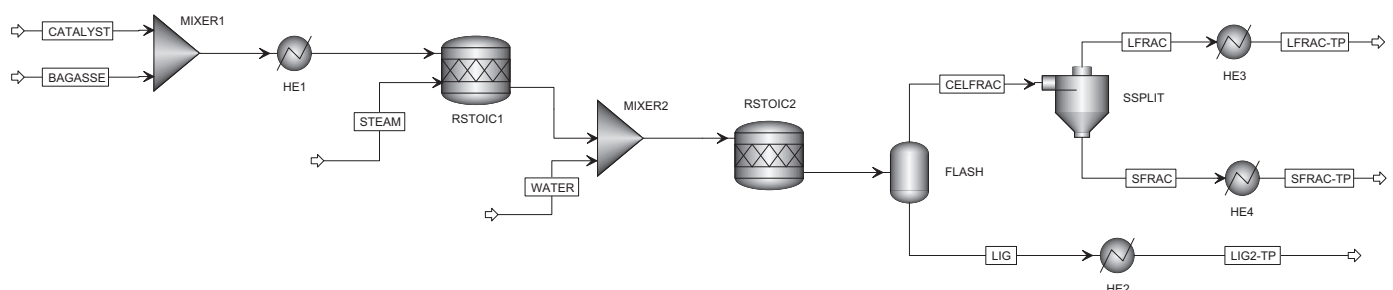 CATALYST
MIXER1
BAGASSE
HE1
STEAM
RSTOIC1
MIXER2
WATER
RSTOIC2
FLASH
CELFRAC
SSPLIT
LFRAC
HE3
LFRAC-TP
SFRAC
HE4
SFRAC-TP
LIG
HE2
LIG2-TP